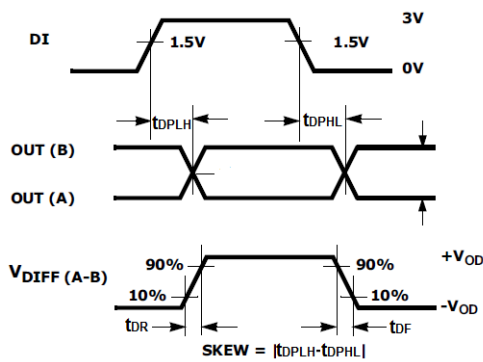 3V
DI
1.5V
1.5V
0V
tDPLH
tDPHL
OUT (B)
OUT (A)
90%
90%
+VOD
VDIFF (A-B)
10%
10%
-VOD
tDR
tDF
SKEW = |tDPLH-tDPHL|